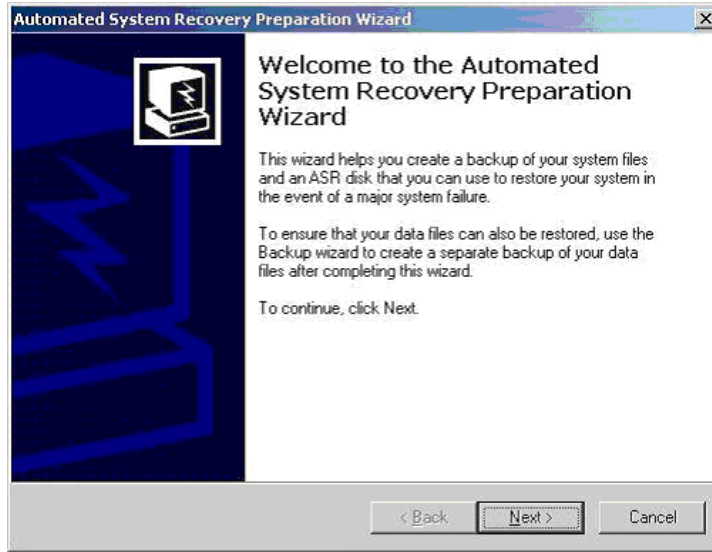 Automated System Recovery Preparation Wizard
Welcome to the Automated
System Recovery Preparation
Wizard
This wizard helps you create a backup of your system files
and an ASR disk that you can use to restore your system in
the event of a major system failure.
To ensure that your data files can also be restored, use the
Backup wizard to create a separate backup of your data
files after completing this wizard.
To continue, click Next.
< Back
Next >
Cancel